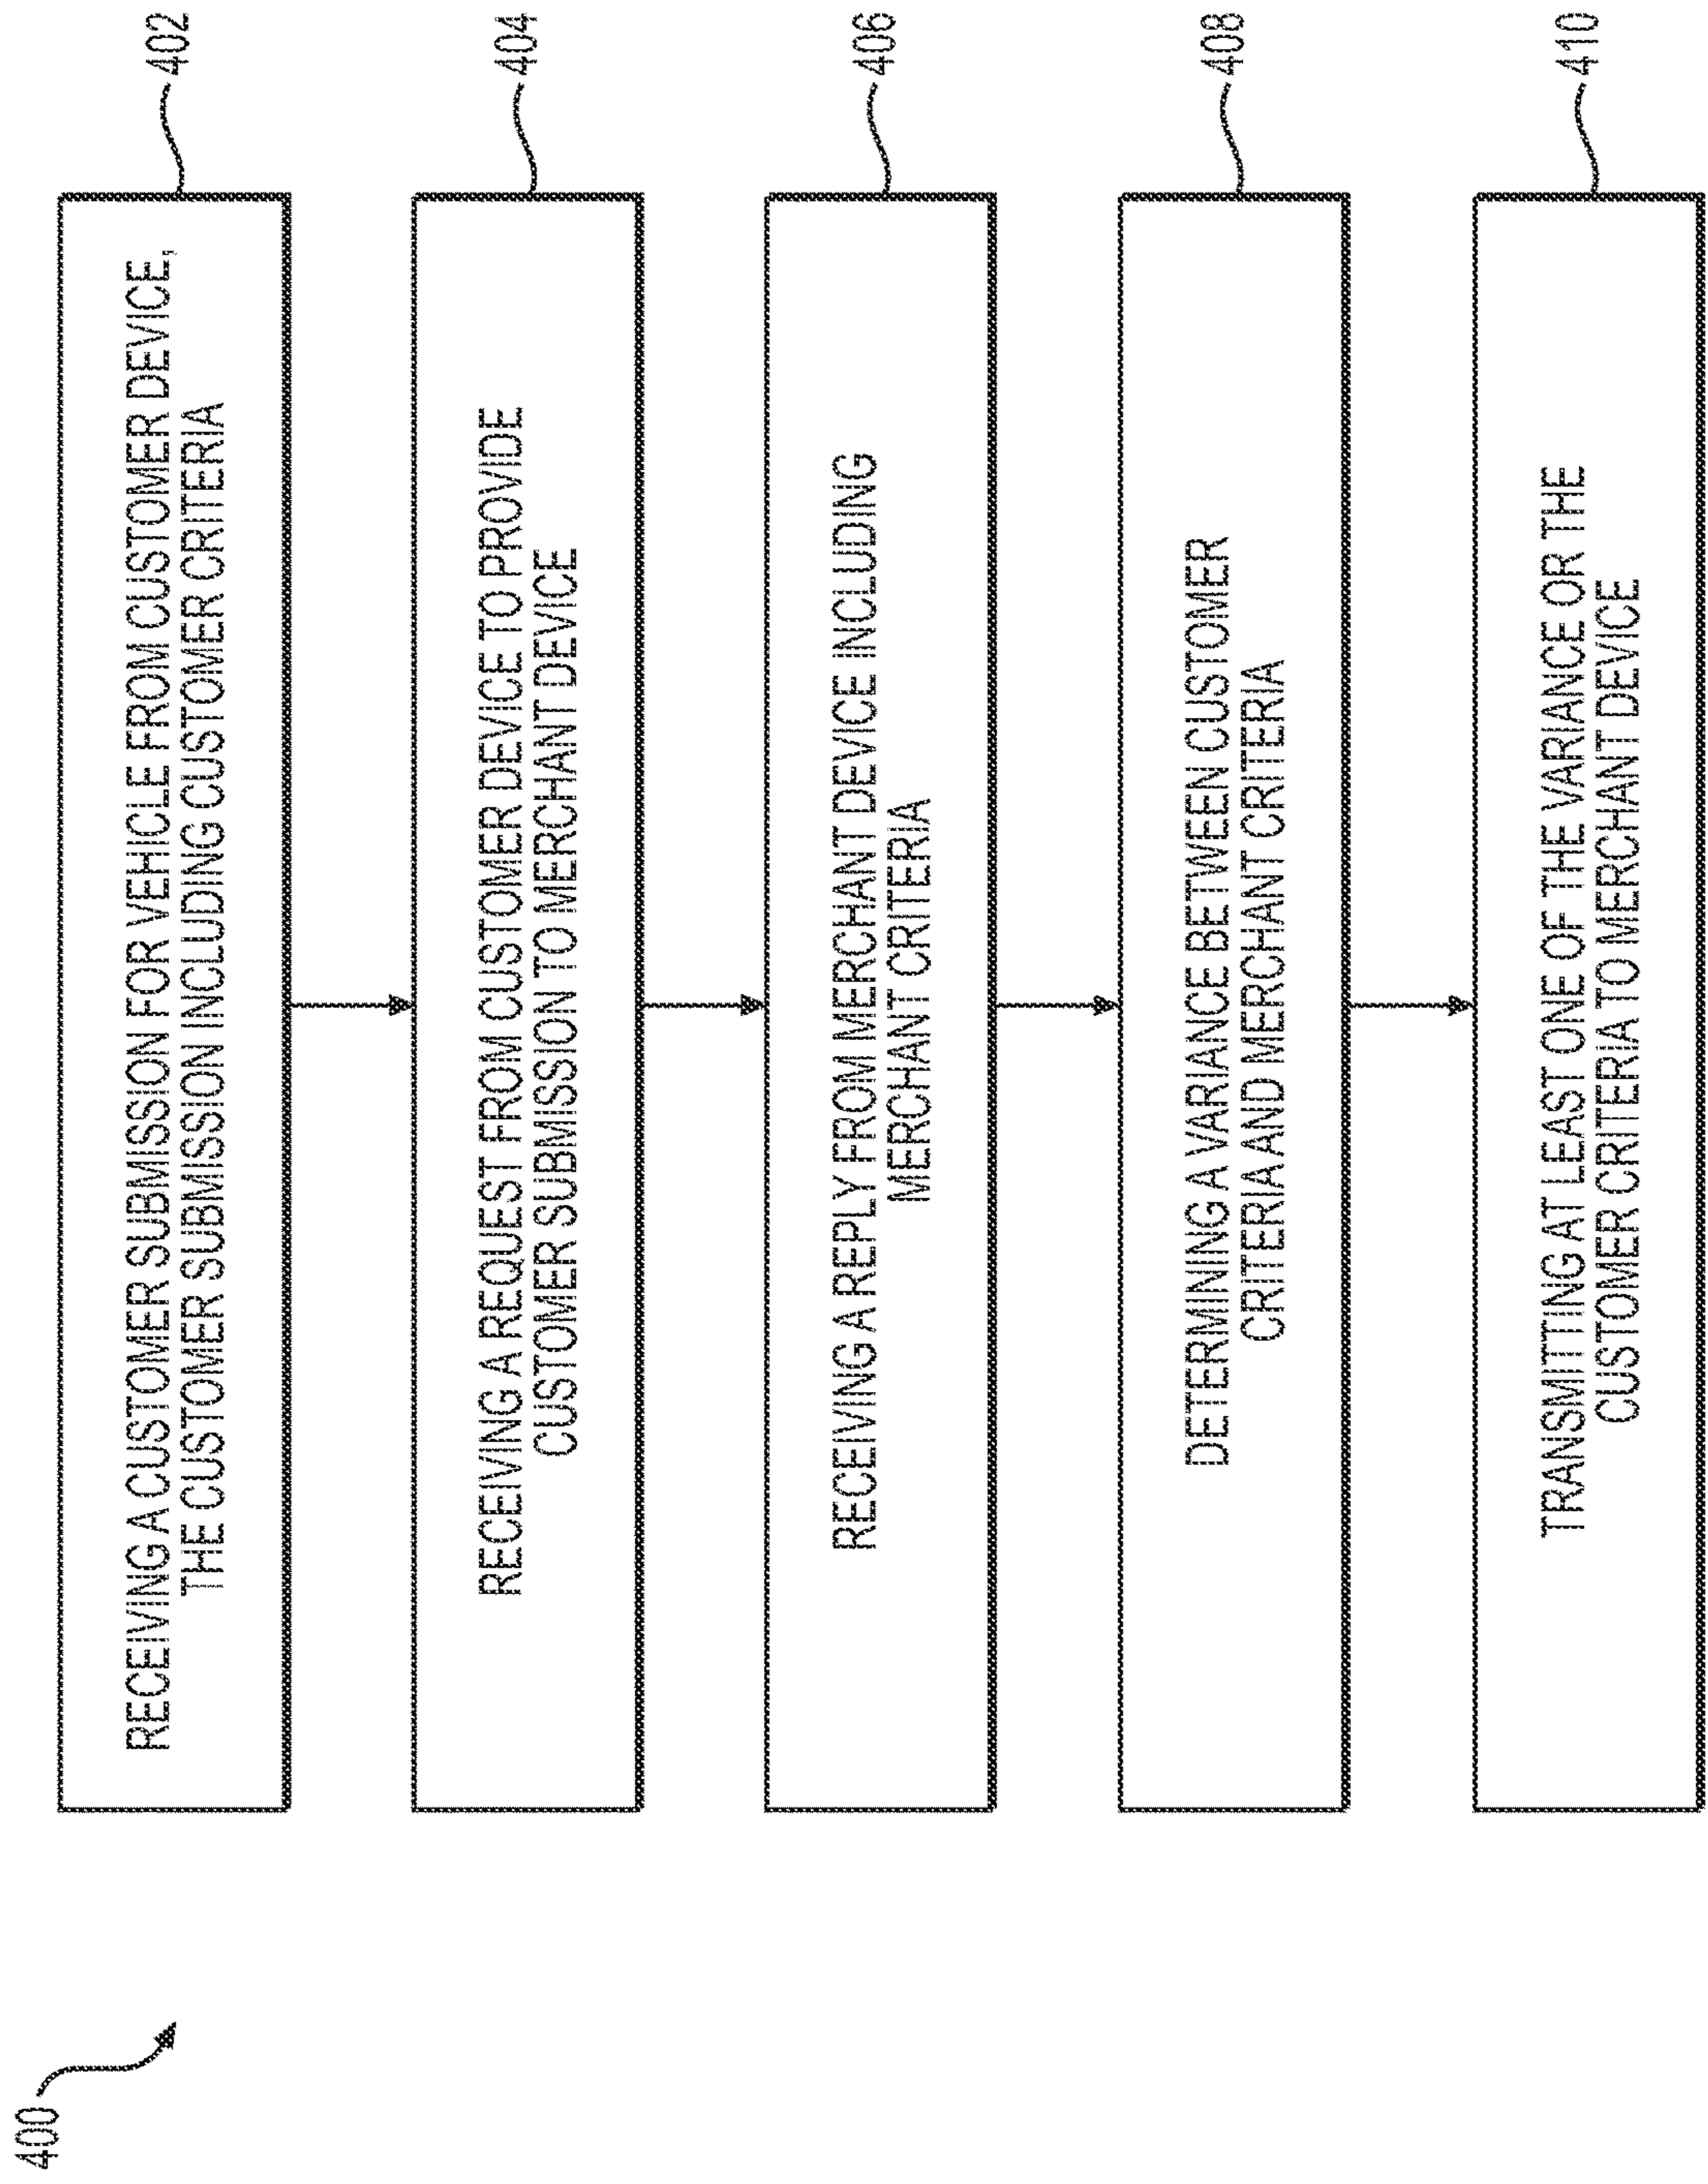 400
RECEIVING A CUSTOMER SUBMISSION FOR VEHICLE FROM CUSTOMER DEVICE,
THE CUSTOMER SUBMISSION INCLUDING CUSTOMER CRITERIA
402
RECEIVING A REQUEST FROM CUSTOMER DEVICE TO PROVIDE
CUSTOMER SUBMISSION TO MERCHANT DEVICE
404
RECEIVING A REPLY FROM MERCHANT DEVICE INCLUDING
MERCHANT CRITERIA
406
DETERMINING A VARIANCE BETWEEN CUSTOMER
CRITERIA AND MERCHANT CRITERIA
408
TRANSMITTING AT LEAST ONE OF THE VARIANCE OR THE
CUSTOMER CRITERIA TO MERCHANT DEVICE
410